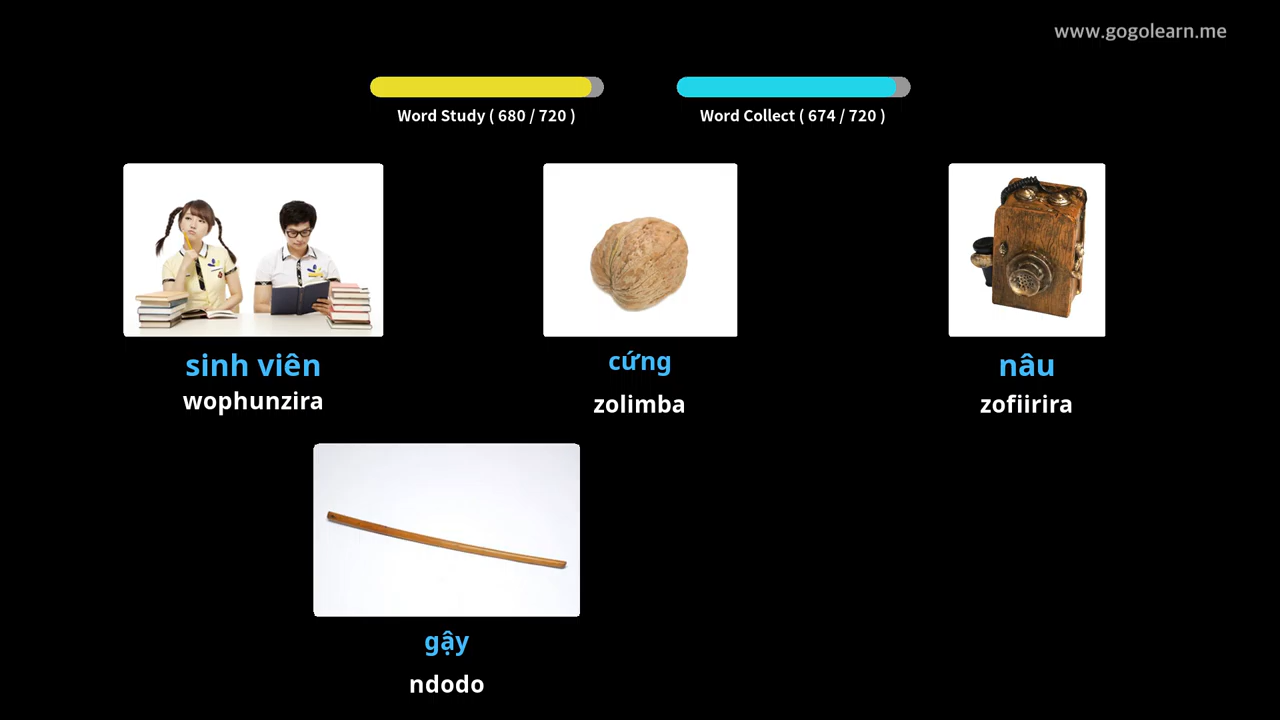 www.gogolearn.me
Word Study ( 680 / 720 )
Word Collect ( 674 / 720 )
sinh viên
wophunzira
cứng
zolimba
nâu
zofiirira
gậy
ndodo